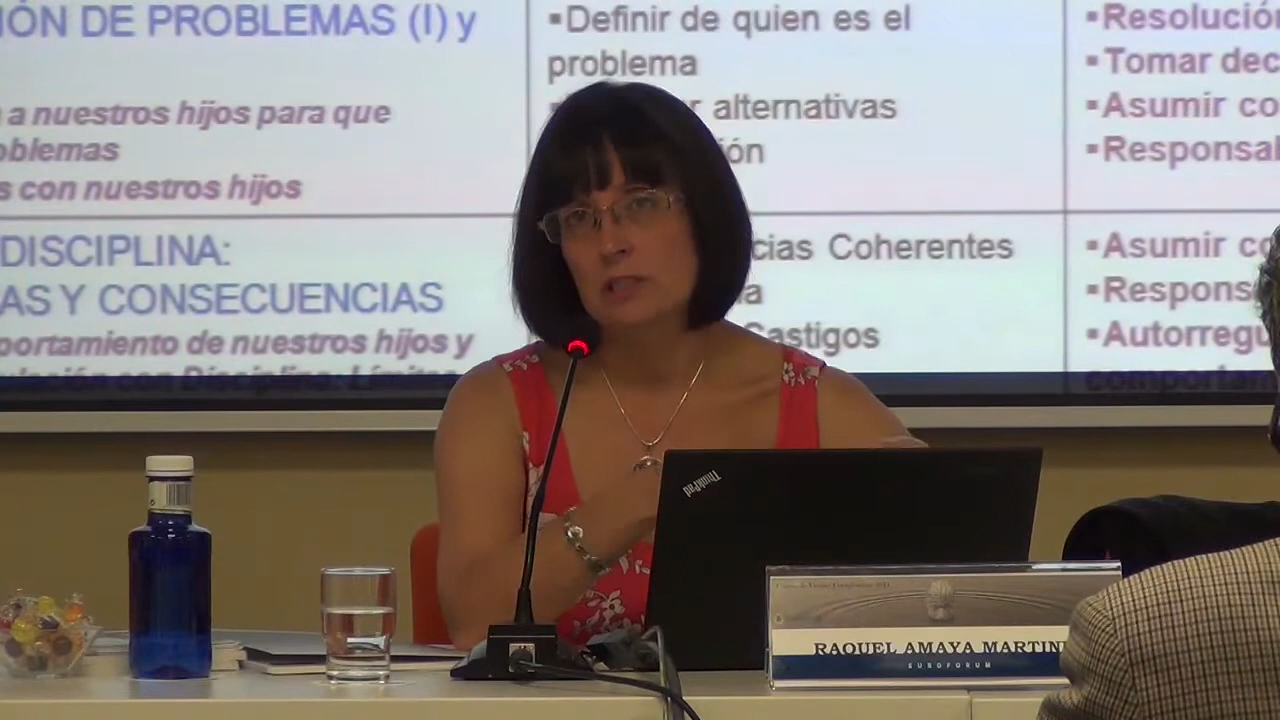 IÓN DE PROBLEMAS (I) y
a nuestros hijos para que
oblemas
s con nuestros hijos
▪Definir de quien es el
problema
alternativas
ón
▪Resolució
▪Tomar dec
▪Asumir co
▪Responsal
DISCIPLINA:
AS Y CONSECUENCIAS
portamiento de nuestros hijos y
cias Coherentes
a
Castigos
▪Asumir co
▪Respons
▪Autorregu
comportam
ThinkPad
RAQUEL AMAYA MARTIN
EUROFORUM